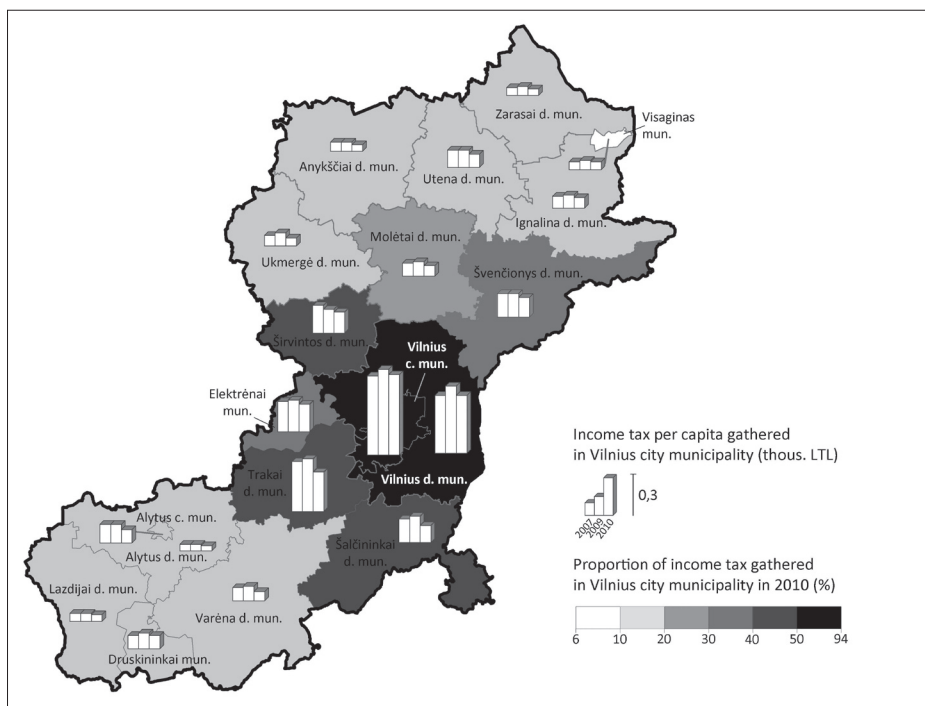 Zarasai d. mun.
Visaginas
mun.
Anykščiai d. mun.
Utena d. mun.
Ignalina d. mun.
Molėtai d. mun.
Ukmergė d. mun.
Švenčionys d. mun.
Širvintos d. mun.
Vilnius
c. mun.
Elektrėnai
mun.
Trakai
d. mun.
Vilnius d. mun.
Šalčininkai
d. mun.
Alytus c. mun.
Alytus d. mun.
Lazdijai d. mun.
Varėna d. mun.
Druskininkai mun.
Income tax per capita gathered
in Vilnius city municipality (thous. LTL)
0,3
2007
2009
2010
Proportion of income tax gathered
in Vilnius city municipality in 2010 (%)
6 10 20 30 40 50 94